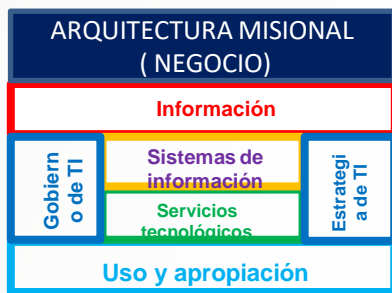 ARQUITECTURA MISIONAL
( NEGOCIO)
Información
Gobiern
o de TI
Sistemas de
información
Servicios
tecnológicos
Estrategi
a de TI
Uso y apropiación